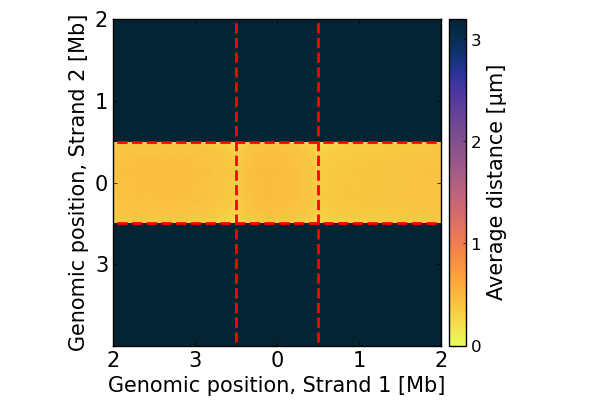 2
1
0
3
Genomic position, Strand 2 [Mb]
2 3 0 1 2
Genomic position, Strand 1 [Mb]
3
2
1
0
Average distance [μm]